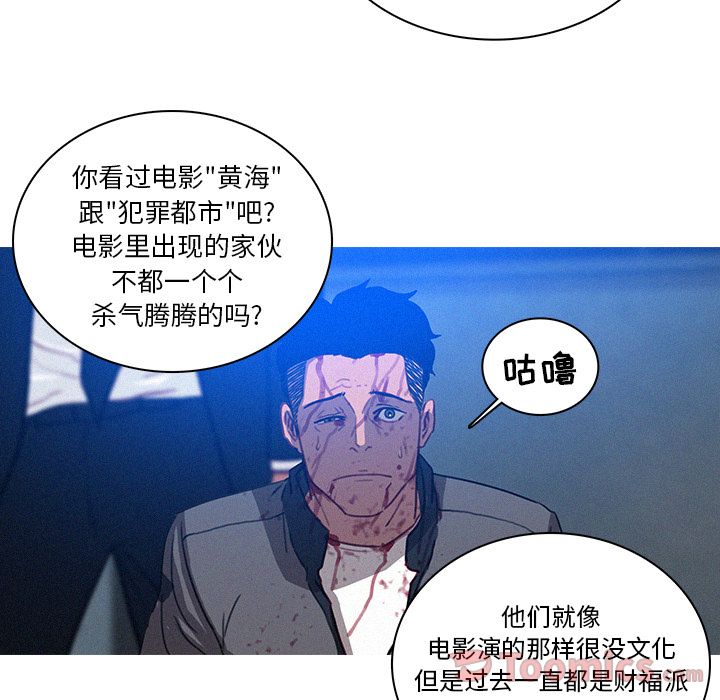 你看过电影"黄海"
跟"犯罪都市"吧?
电影里出现的家伙
不都一个个
杀气腾腾的吗?
咕噜
他们就像
电影演的那样很没文化
但是过去一直都是财福派
Toomics.com